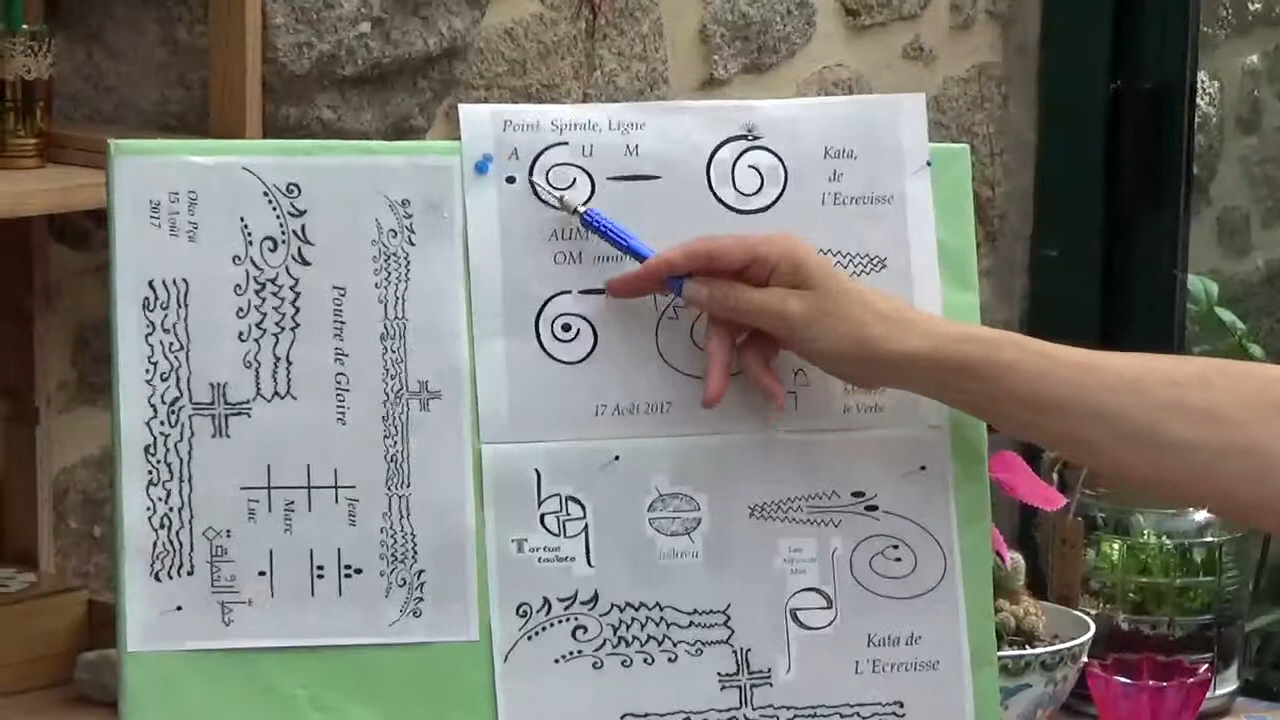 Point. Spirale, Ligne
A U M
Kata,
de
l'Ecrevisse
AUM
OM
17 Août 2017
le Verbe
Oko Pça
15 Août
2017
Poutre de Gloire
Jean
Marc
Luc
Tortue
Kata de
L'Ecrevisse